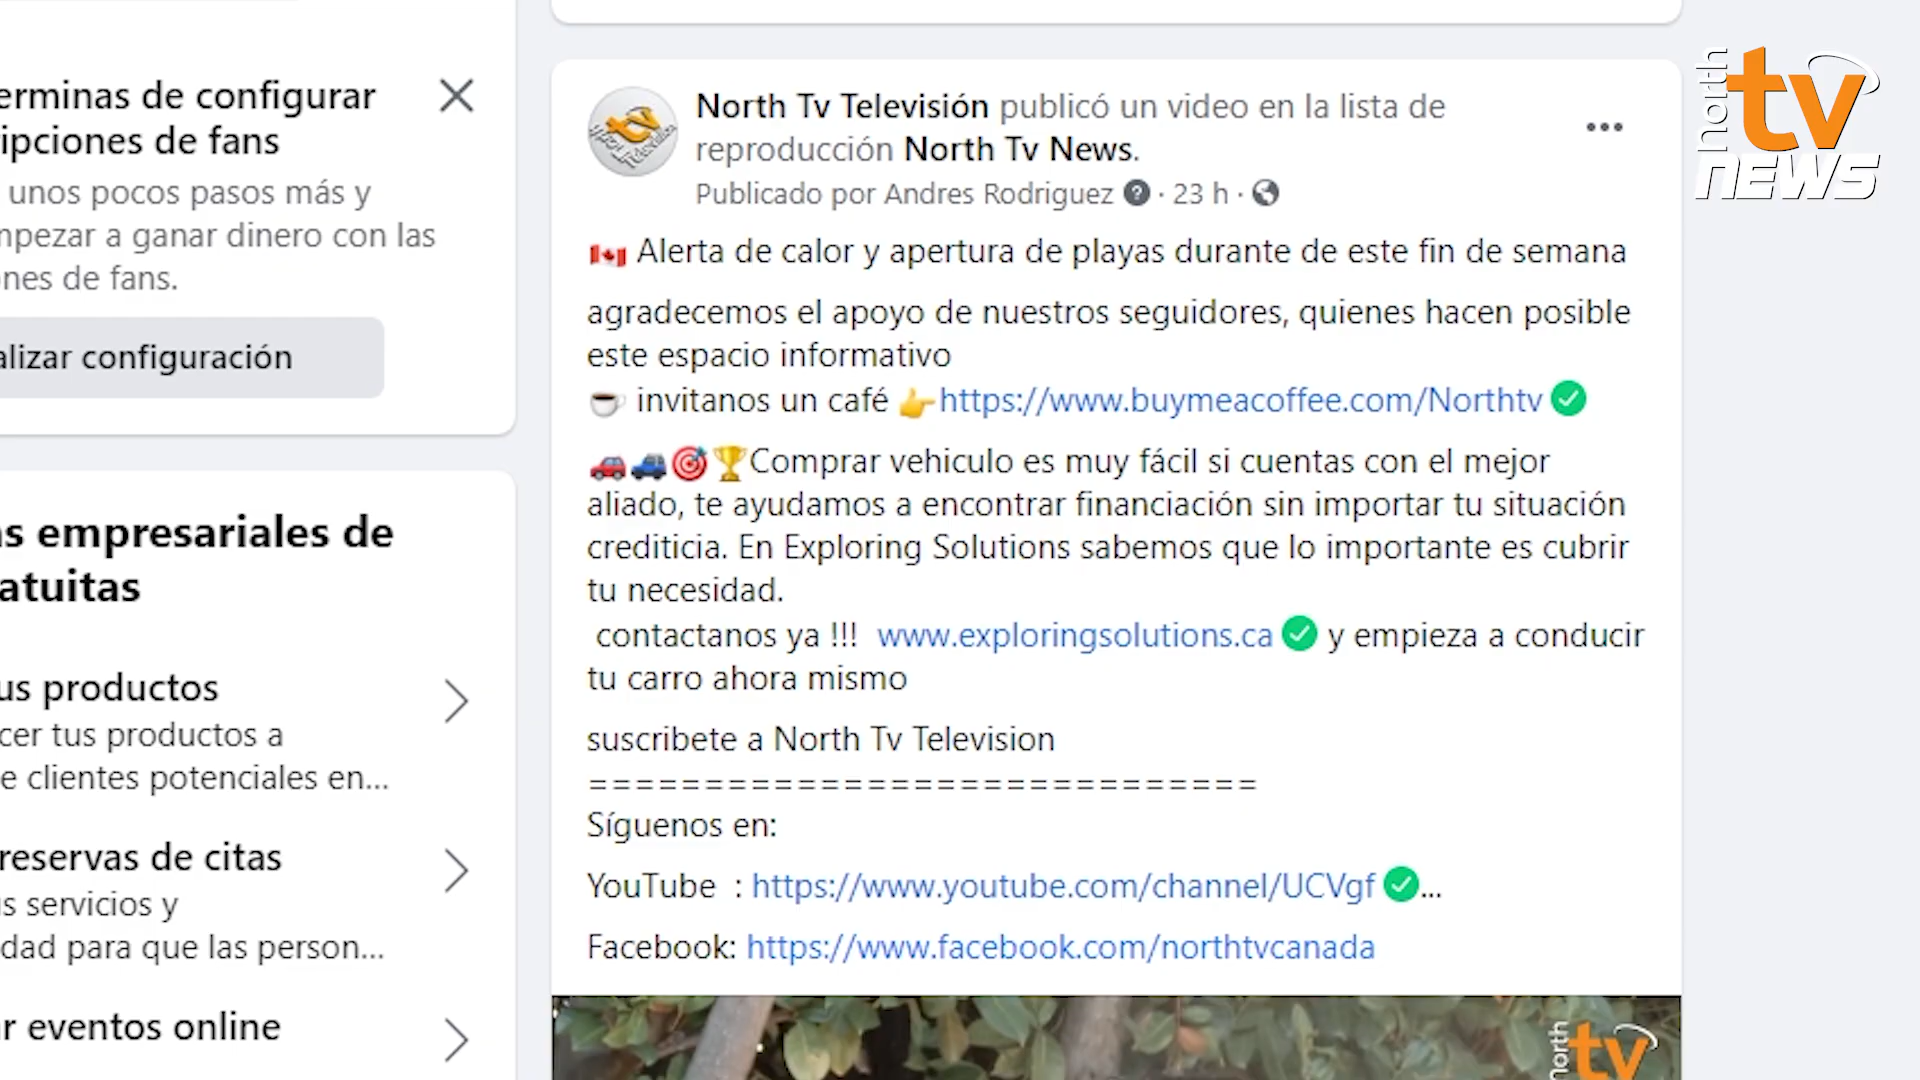 erminas de configurar
ipciones de fans
unos pocos pasos más y
mpezar a ganar dinero con las
nes de fans.
alizar configuración
as empresariales de
atuitas
us productos
cer tus productos a
e clientes potenciales en...
reservas de citas
s servicios y
dad para que las person...
ar eventos online
North Tv Televisión publicó un video en la lista de
reproducción North Tv News.
Publicado por Andres Rodriguez · 23 h ·
🇨🇦 Alerta de calor y apertura de playas durante de este fin de semana
agradecemos el apoyo de nuestros seguidores, quienes hacen posible
este espacio informativo
☕ invitanos un café 👉https://www.buymeacoffee.com/Northtv
🚗🚙🎯🏆Comprar vehiculo es muy fácil si cuentas con el mejor
aliado, te ayudamos a encontrar financiación sin importar tu situación
crediticia. En Exploring Solutions sabemos que lo importante es cubrir
tu necesidad.
contactanos ya !!! www.exploringsolutions.ca y empieza a conducir
tu carro ahora mismo
suscribete a North Tv Television
=============================
Síguenos en:
YouTube : https://www.youtube.com/channel/UCVgf...
Facebook: https://www.facebook.com/northtvcanada
north tv
NEWS
north tv